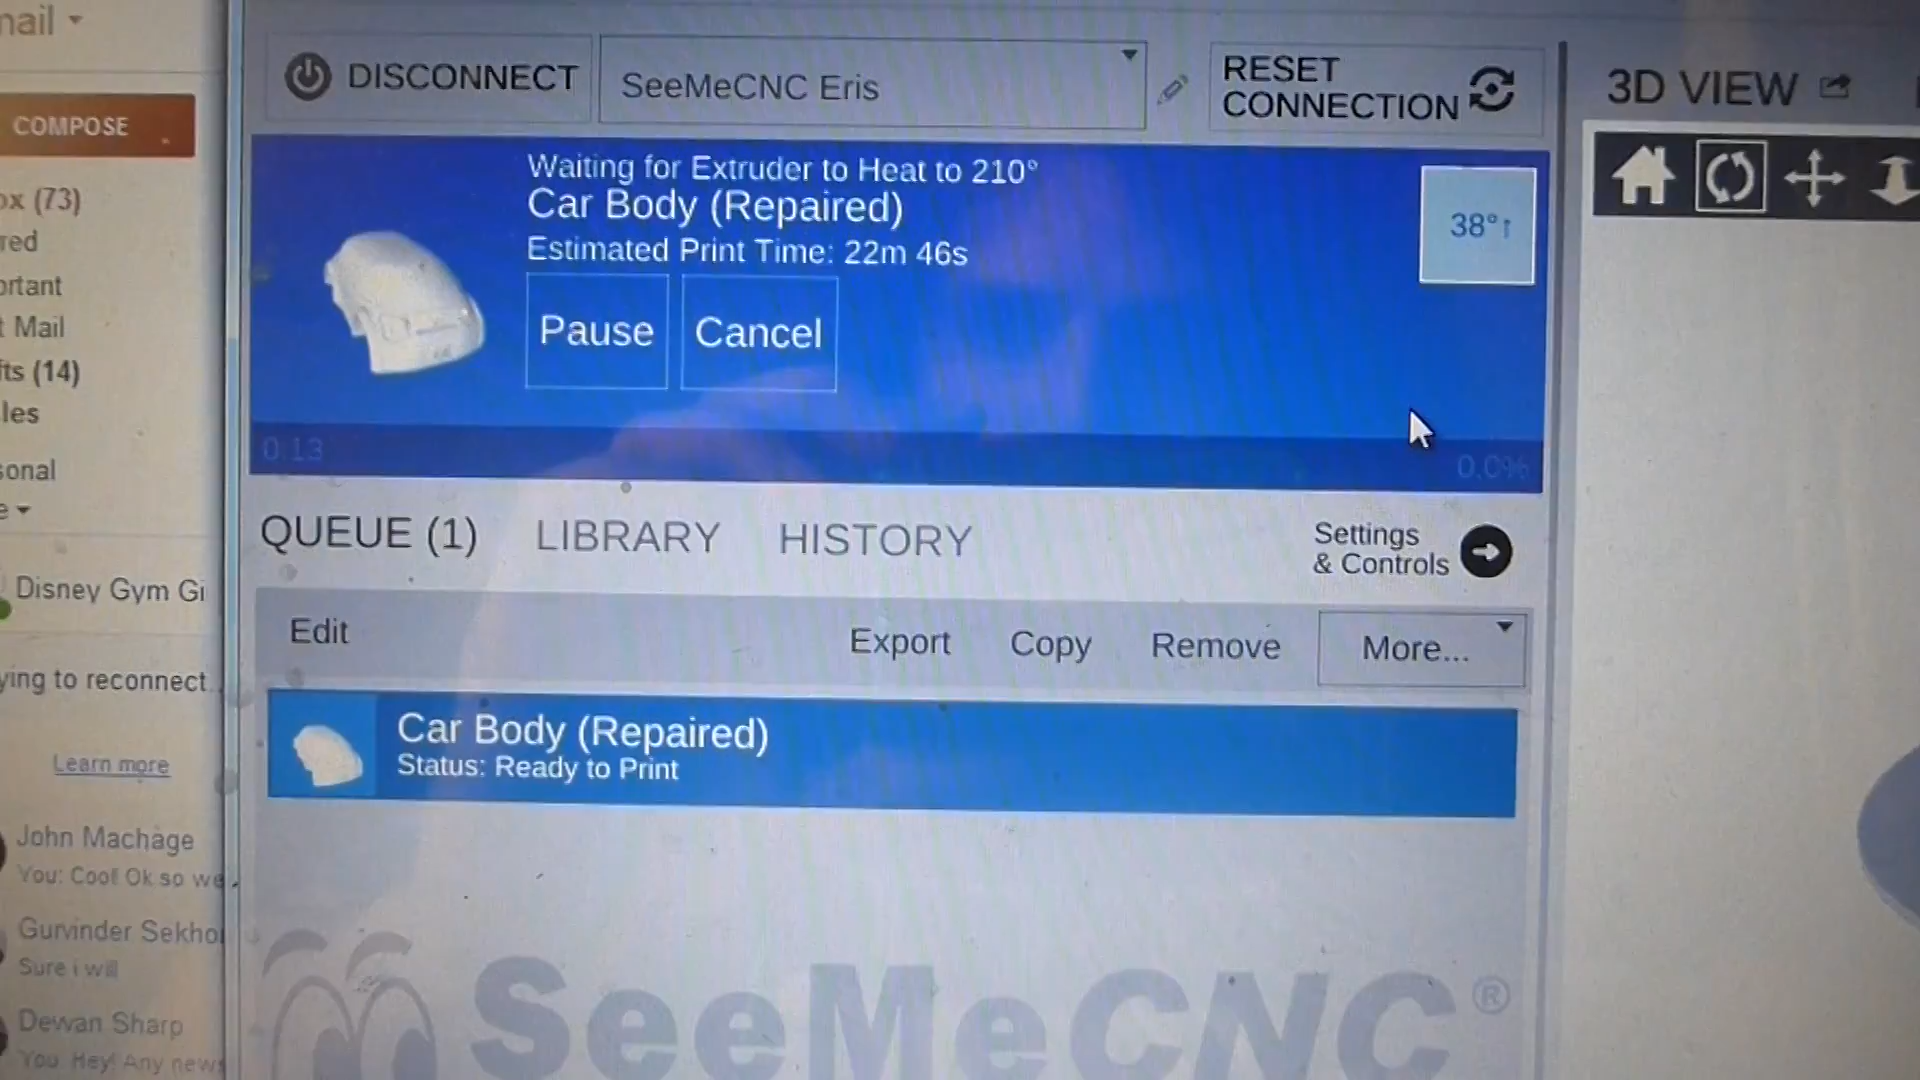 mail
COMPOSE
ox (73)
red
ortant
t Mail
fts (14)
les
sonal
e
Disney Gym Gi
ying to reconnect
Learn more
John Machage
You: Cool! Ok so we
Gurvinder Sekho
Sure i will
Dewan Sharp
You: Hey! Any news
DISCONNECT
SeeMeCNC Eris
RESET
CONNECTION
Waiting for Extruder to Heat to 210°
Car Body (Repaired)
Estimated Print Time: 22m 46s
38°↑
Pause
Cancel
0:13
0.0%
QUEUE (1)
LIBRARY
HISTORY
Settings
& Controls
Edit
Export
Copy
Remove
More...
Car Body (Repaired)
Status: Ready to Print
SeeMeCNC®
3D VIEW